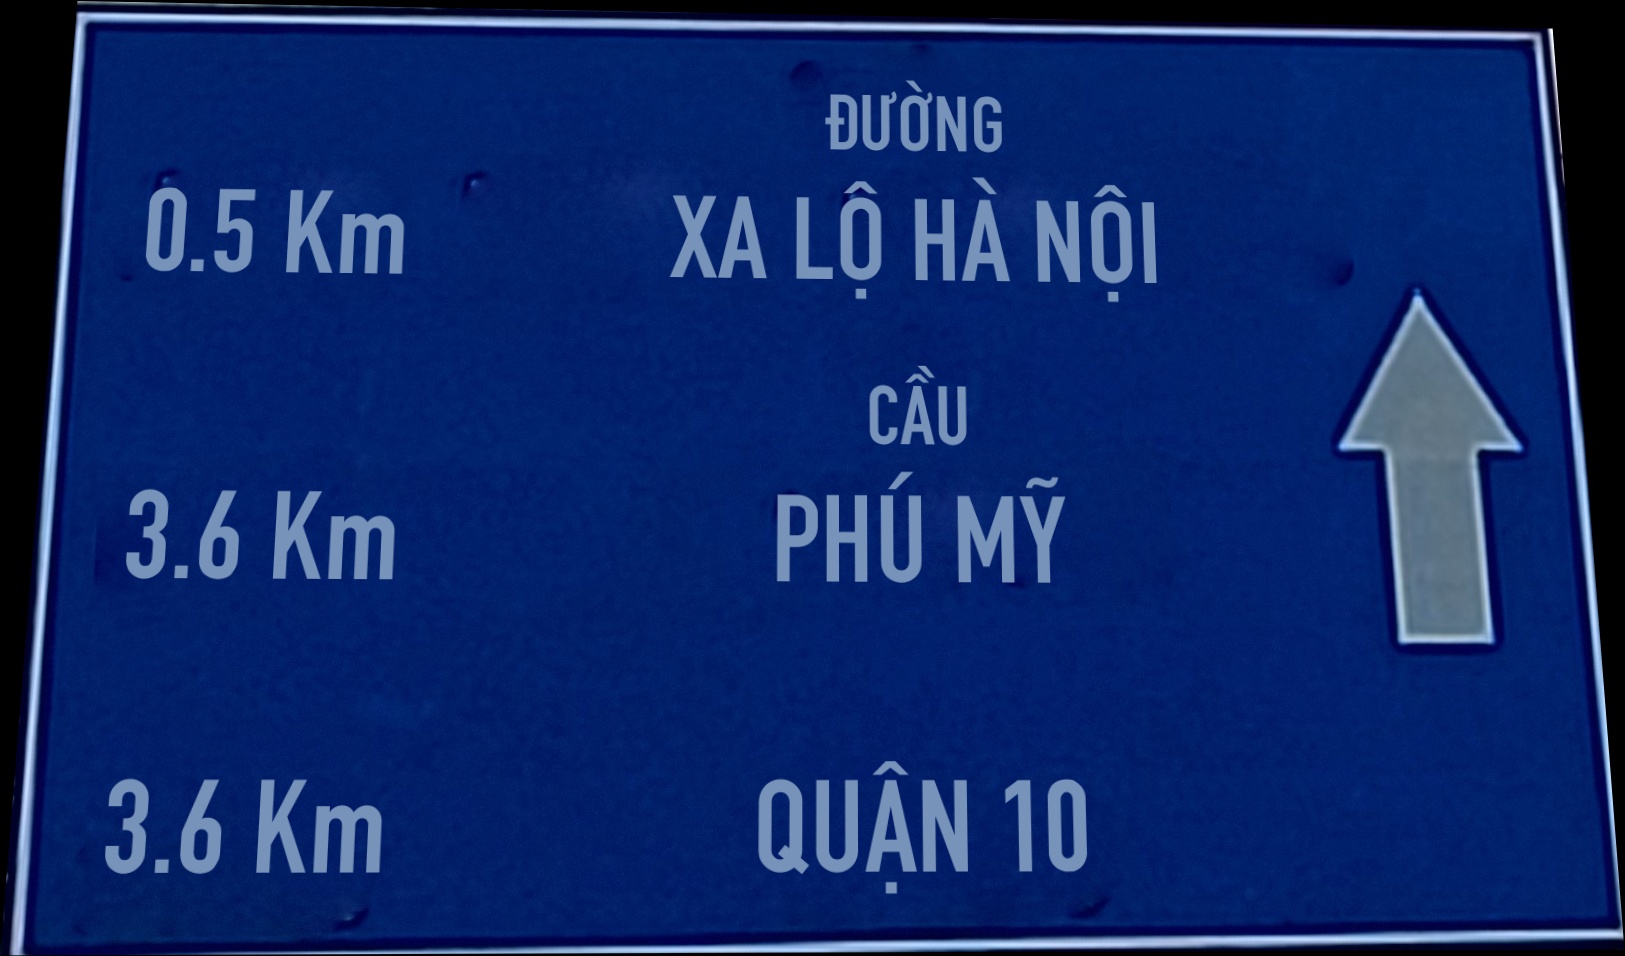 ĐƯỜNG
0.5 Km XA LỘ HÀ NỘI
CẦU
3.6 Km PHÚ MỸ
3.6 Km QUẬN 10